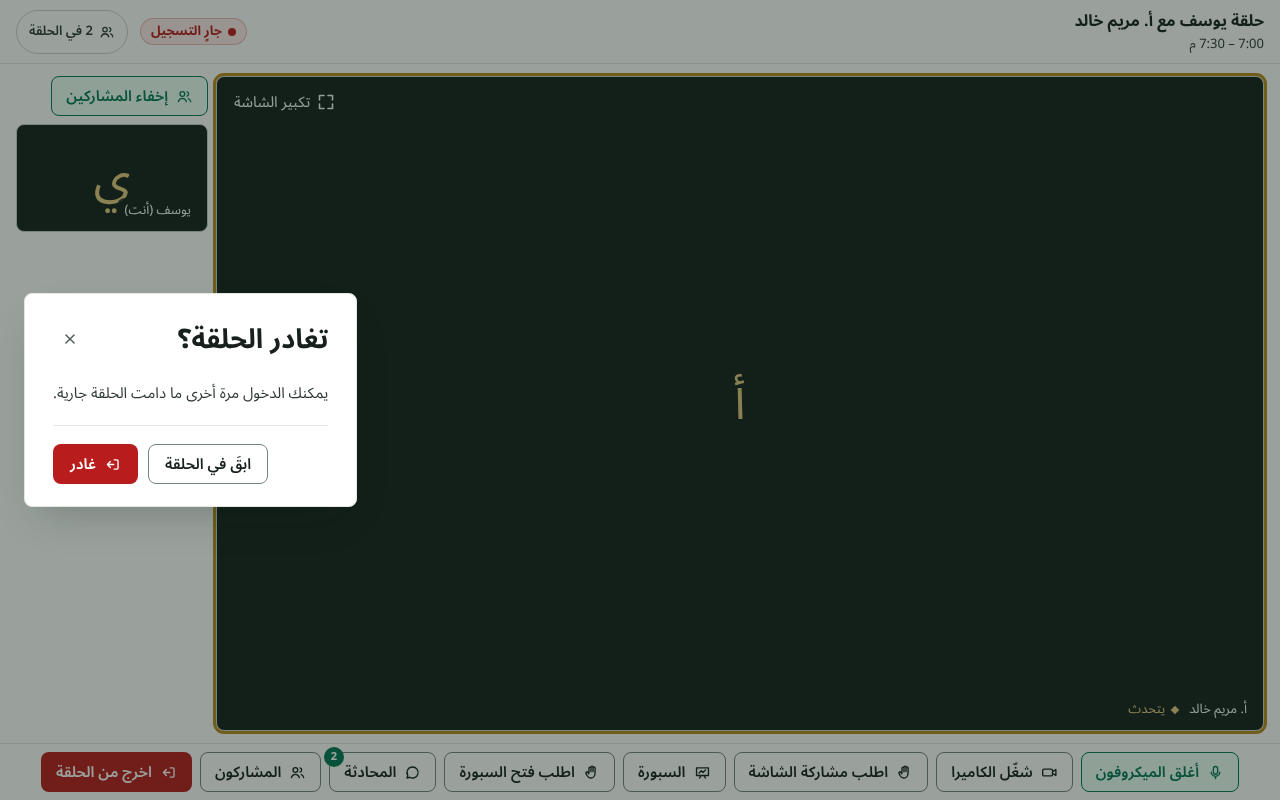 حلقة يوسف مع أ. مريم خالد
7:00 – 7:30 م
جارٍ التسجيل
2 في الحلقة
تكبير الشاشة
إخفاء المشاركين
ي
يوسف (أنت)
أ
أ. مريم خالد ◆ يتحدث
تغادر الحلقة؟
يمكنك الدخول مرة أخرى ما دامت الحلقة جارية.
ابقَ في الحلقة
غادر
أغلق الميكروفون
شغّل الكاميرا
اطلب مشاركة الشاشة
السبورة
اطلب فتح السبورة
المحادثة
2
المشاركون
اخرج من الحلقة